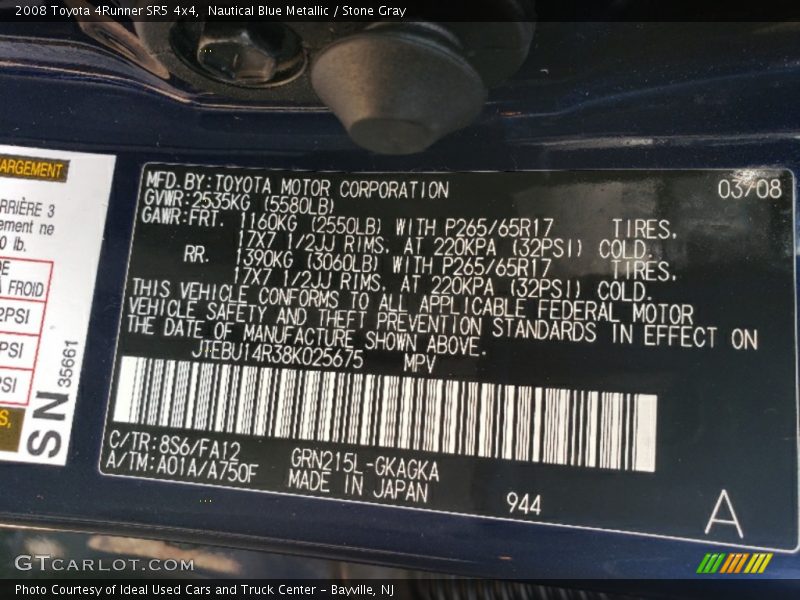 2008 Toyota 4Runner SR5 4x4, Nautical Blue Metallic / Stone Gray
ARGEMENT
ARRIÈRE 3
ement ne
0 lb.
À FROID
2PSI
PSI
PSI
SN 35661
MFD.BY:TOYOTA MOTOR CORPORATION 03/08
GVWR:2535KG (5580LB)
GAWR:FRT. 1160KG (2550LB) WITH P265/65R17 TIRES,
17X7 1/2JJ RIMS, AT 220KPA (32PSI) COLD.
RR. 1390KG (3060LB) WITH P265/65R17 TIRES,
17X7 1/2JJ RIMS, AT 220KPA (32PSI) COLD.
THIS VEHICLE CONFORMS TO ALL APPLICABLE FEDERAL MOTOR
VEHICLE SAFETY AND THEFT PREVENTION STANDARDS IN EFFECT ON
THE DATE OF MANUFACTURE SHOWN ABOVE.
JTEBU14R38K025675 MPV
C/TR:8S6/FA12
A/TM:A01A/A750F
GRN215L-GKAGKA
MADE IN JAPAN
944
A
GTCARLOT.COM
Photo Courtesy of Ideal Used Cars and Truck Center - Bayville, NJ